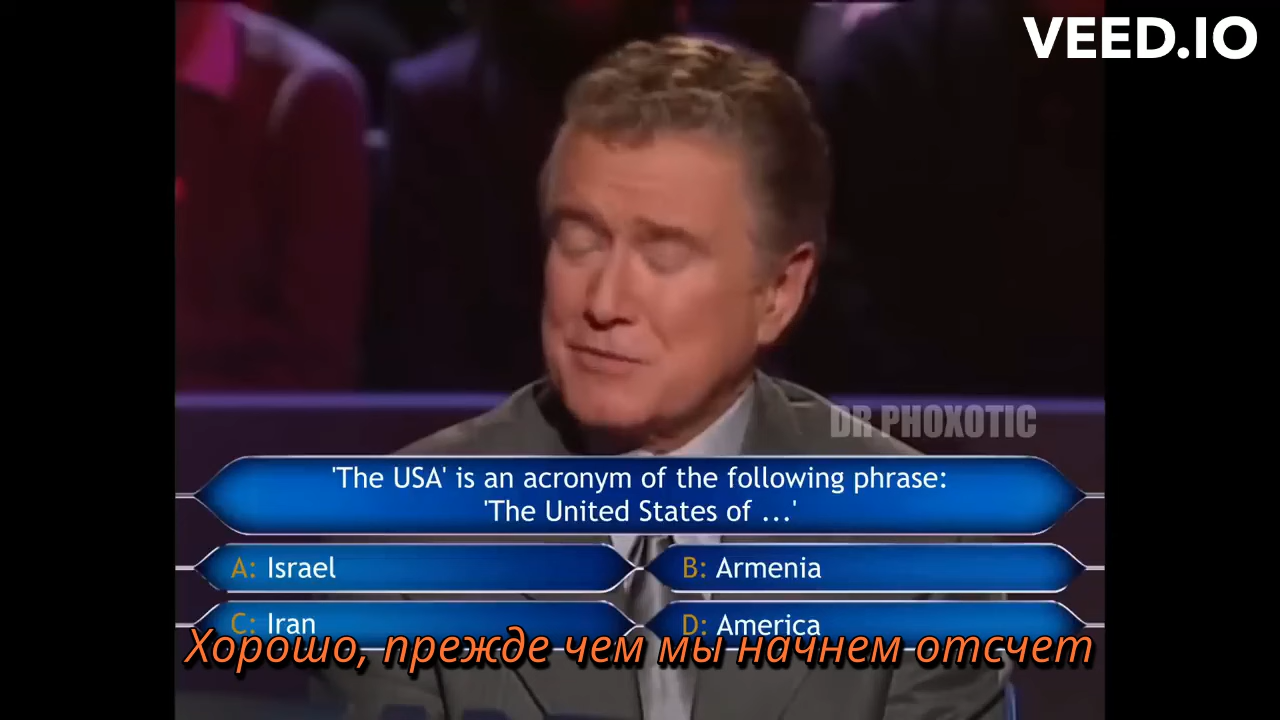 VEED.IO
DR PHOXOTIC
'The USA' is an acronym of the following phrase:
'The United States of ...'
A: Israel
B: Armenia
C: Iran
D: America
Хорошо, прежде чем мы начнем отсчет